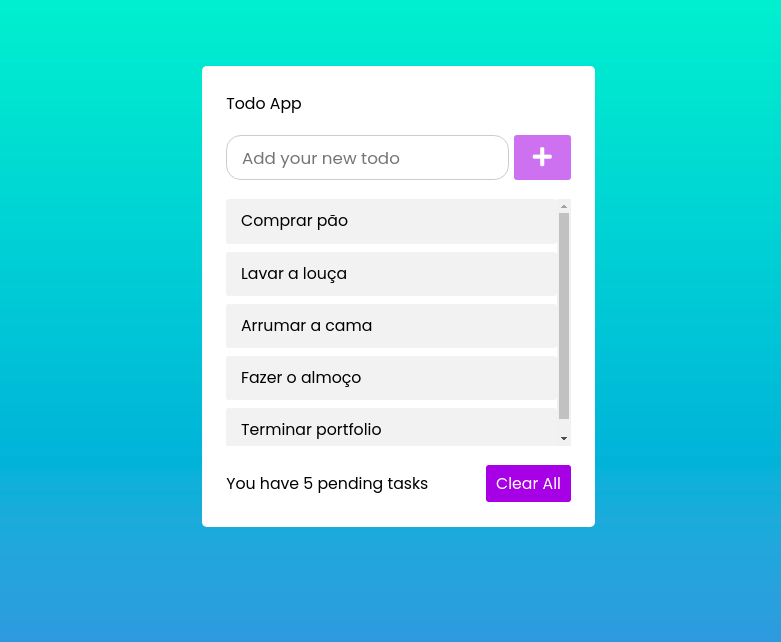 Todo App
Add your new todo
Comprar pão
Lavar a louça
Arrumar a cama
Fazer o almoço
Terminar portfolio
You have 5 pending tasks
Clear All